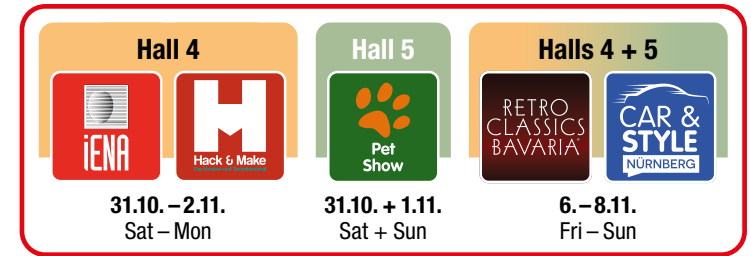 Hall 4
iENA
Hack & Make
31.10. – 2.11.
Sat – Mon
Hall 5
Pet
Show
31.10. + 1.11.
Sat + Sun
Halls 4 + 5
RETRO
CLASSICS
BAVARIA®
CAR &
STYLE
NÜRNBERG
6. – 8.11.
Fri – Sun